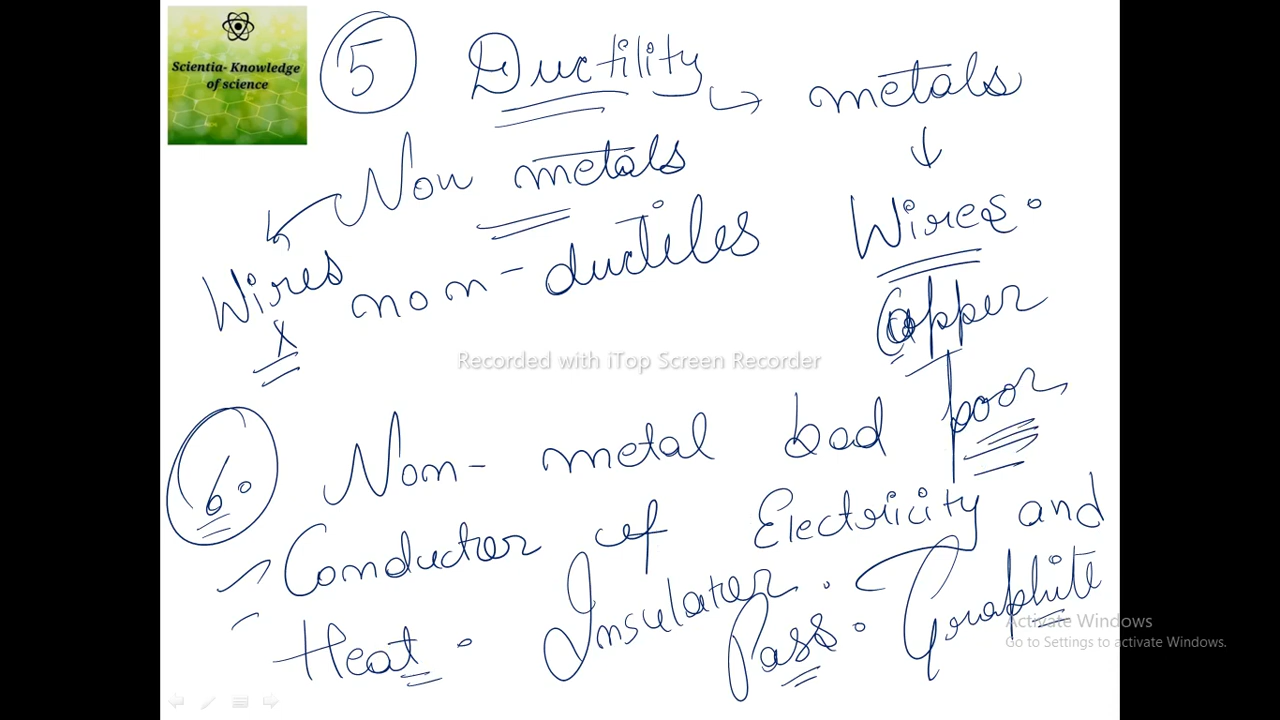 Scientia- Knowledge
of science
5 Ductility → metals
↓
Non metals
Wires.
Wires non-ductiles
X
Copper
Recorded with iTop Screen Recorder
6. Non-metal bad poor
Conductor of Electricity and
Heat. Insulator. Graphite
Pass.
Activate Windows
Go to Settings to activate Windows.